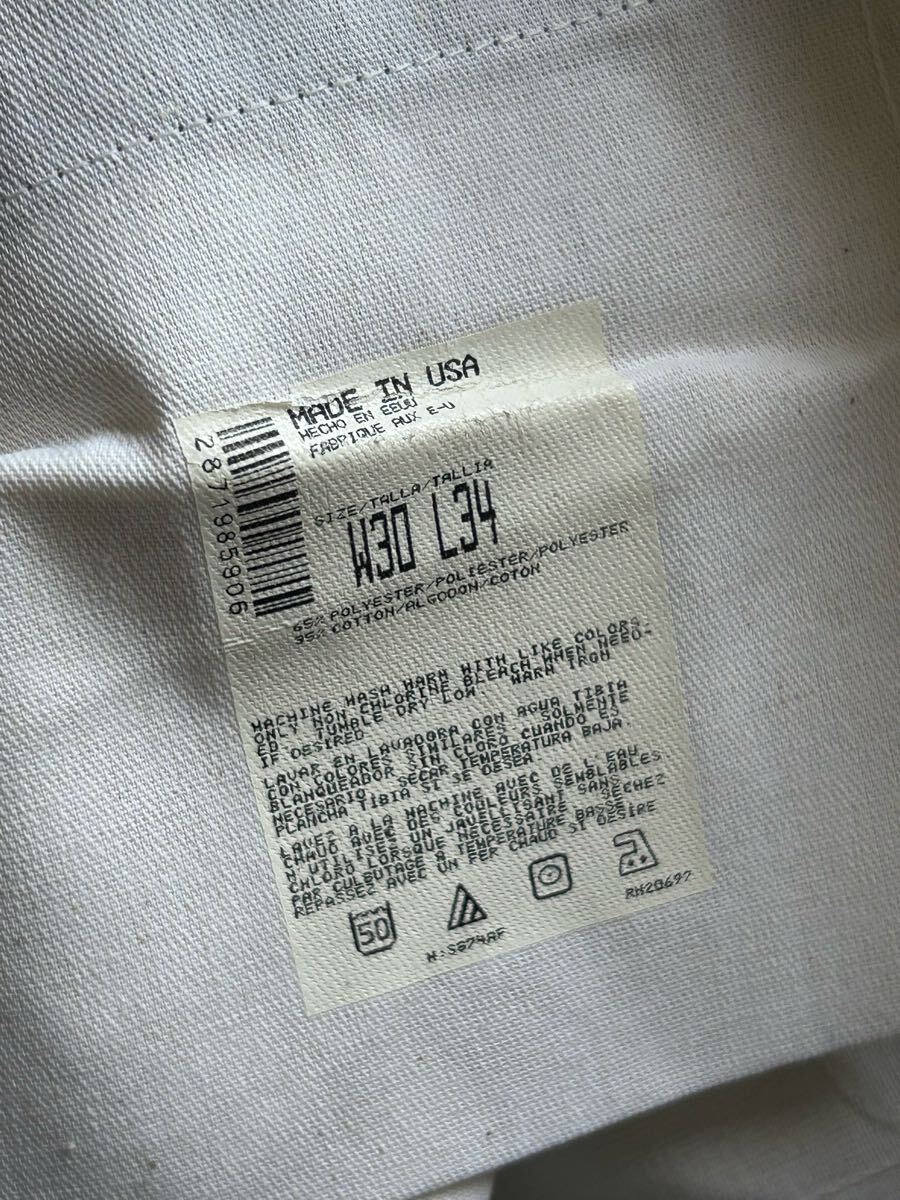 MADE IN USA
HECHO EN EEUU
FABRIQUE AUX E-U
2871985906
SIZE/TALLA/TALLIA
W30 L34
65% POLYESTER/POLIESTER/POLYESTER
35% COTTON/ALGODON/COTON
MACHINE WASH WARM WITH LIKE COLORS.
ONLY NON-CHLORINE BLEACH WHEN NEED-
ED. TUMBLE DRY LOW. WARM IRON
IF DESIRED
LAVAR EN LAVADORA CON AGUA TIBIA
CON COLORES SIMILARES. SOLMENTE
BLANQUEADOR SIN CLORO CUANDO ES
NECESARIO. SECAR TEMPERATURA BAJA.
PLANCHA TIBIA SI SE DESEA
LAVEZ A LA MACHINE AVEC DE L EAU
CHAUD AVEC DES COULEURS SEMBLABLES
N UTILISES UN JAVELLYSANT SANS
CHLORO LORSQUE NECESSAIRE. SECHEZ
PAR CULBUTAGE A TEMPERATURE BASSE.
REPASSEZ AVEC UN FER CHAUD SI DESIRE
50
RN20697
W:S674AF